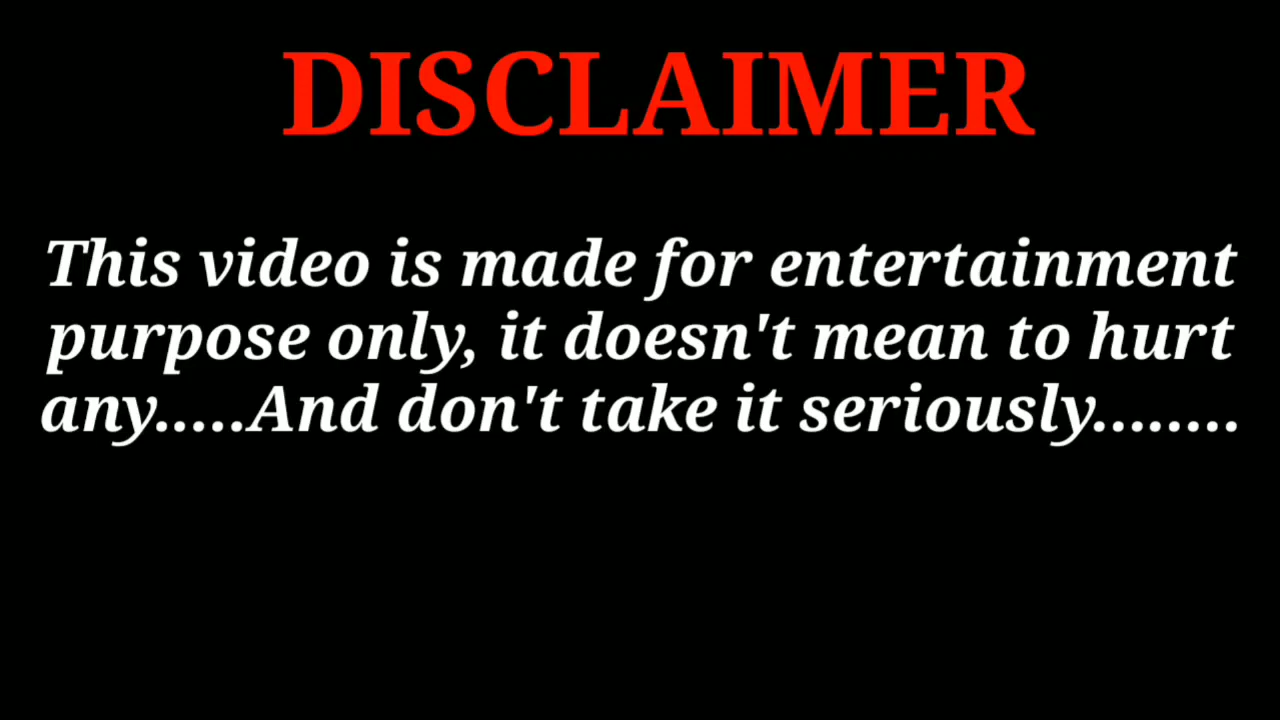 DISCLAIMER
This video is made for entertainment
purpose only, it doesn't mean to hurt
any.....And don't take it seriously........